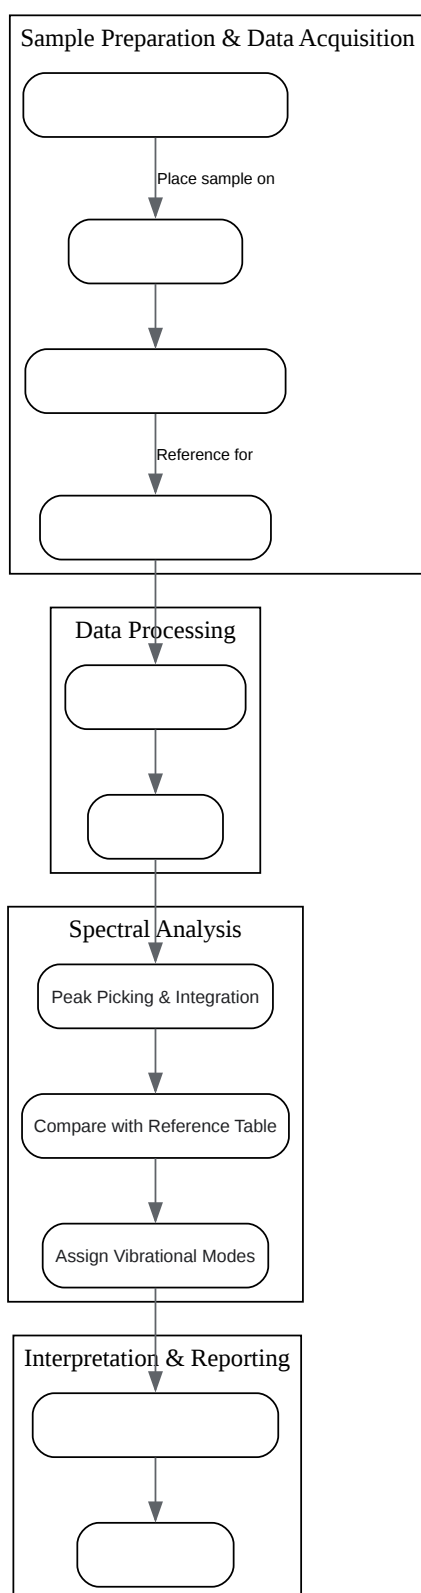 Sample Preparation & Data Acquisition
Place sample on
Reference for
Data Processing
Spectral Analysis
Peak Picking & Integration
Compare with Reference Table
Assign Vibrational Modes
Interpretation & Reporting